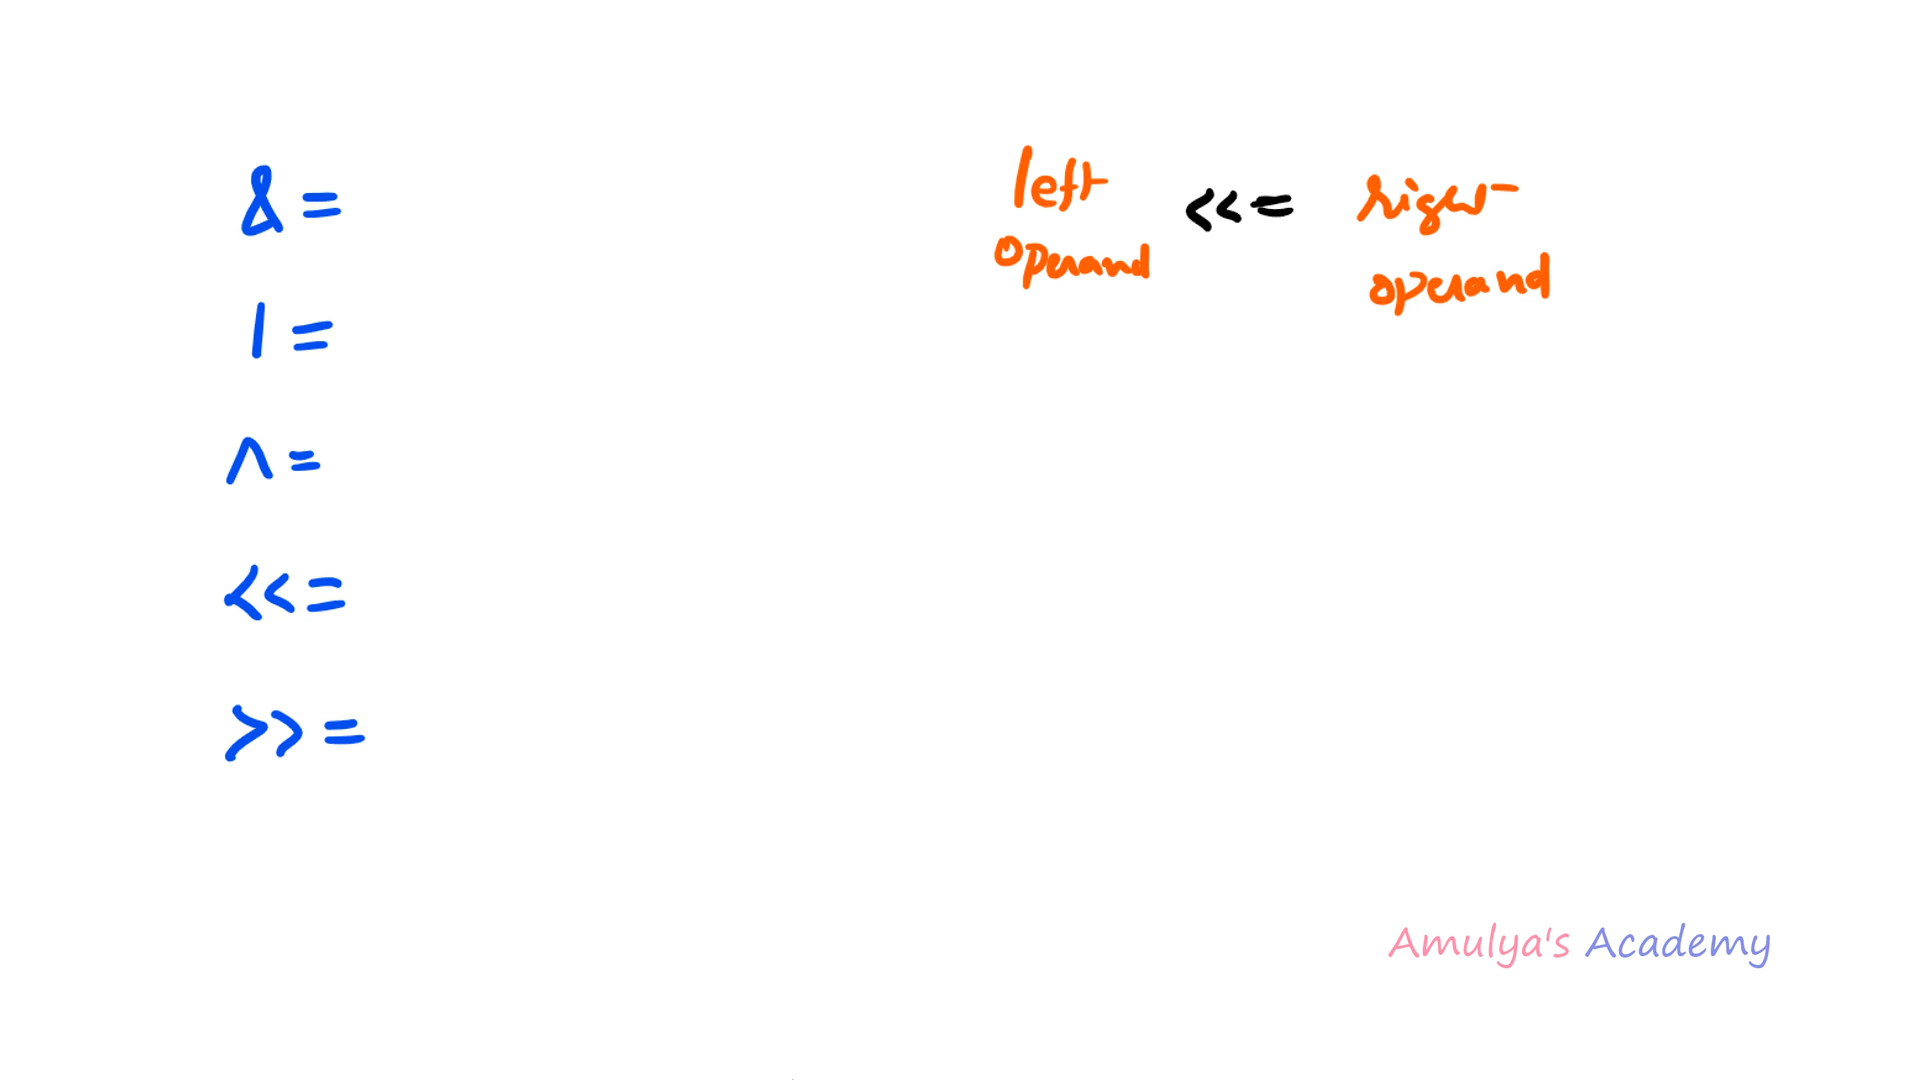 &=
|=
^=
<<=
>>=
left <<= right
operand operand
Amulya's Academy